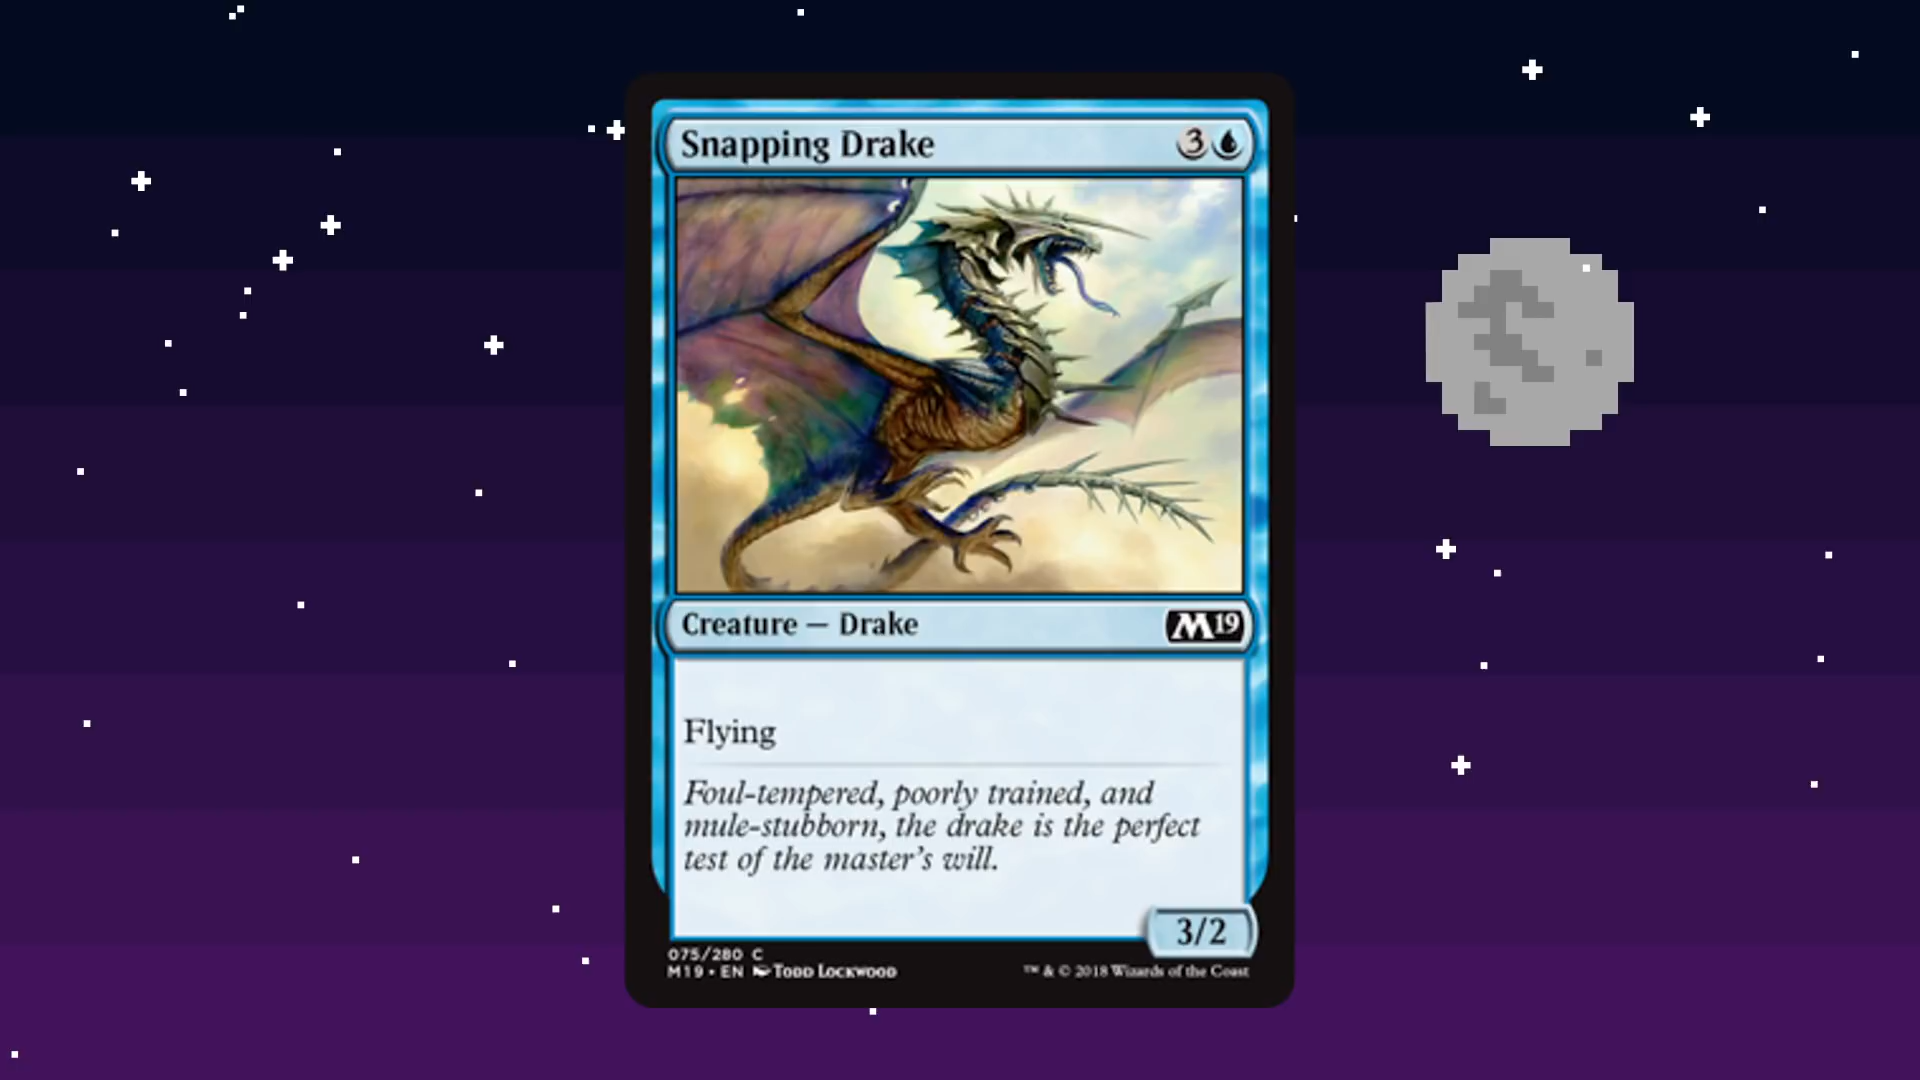 Snapping Drake 3
Creature — Drake M19
Flying
Foul-tempered, poorly trained, and
mule-stubborn, the drake is the perfect
test of the master's will.
3/2
075/280 C
M19 • EN Todd Lockwood ™ & © 2018 Wizards of the Coast